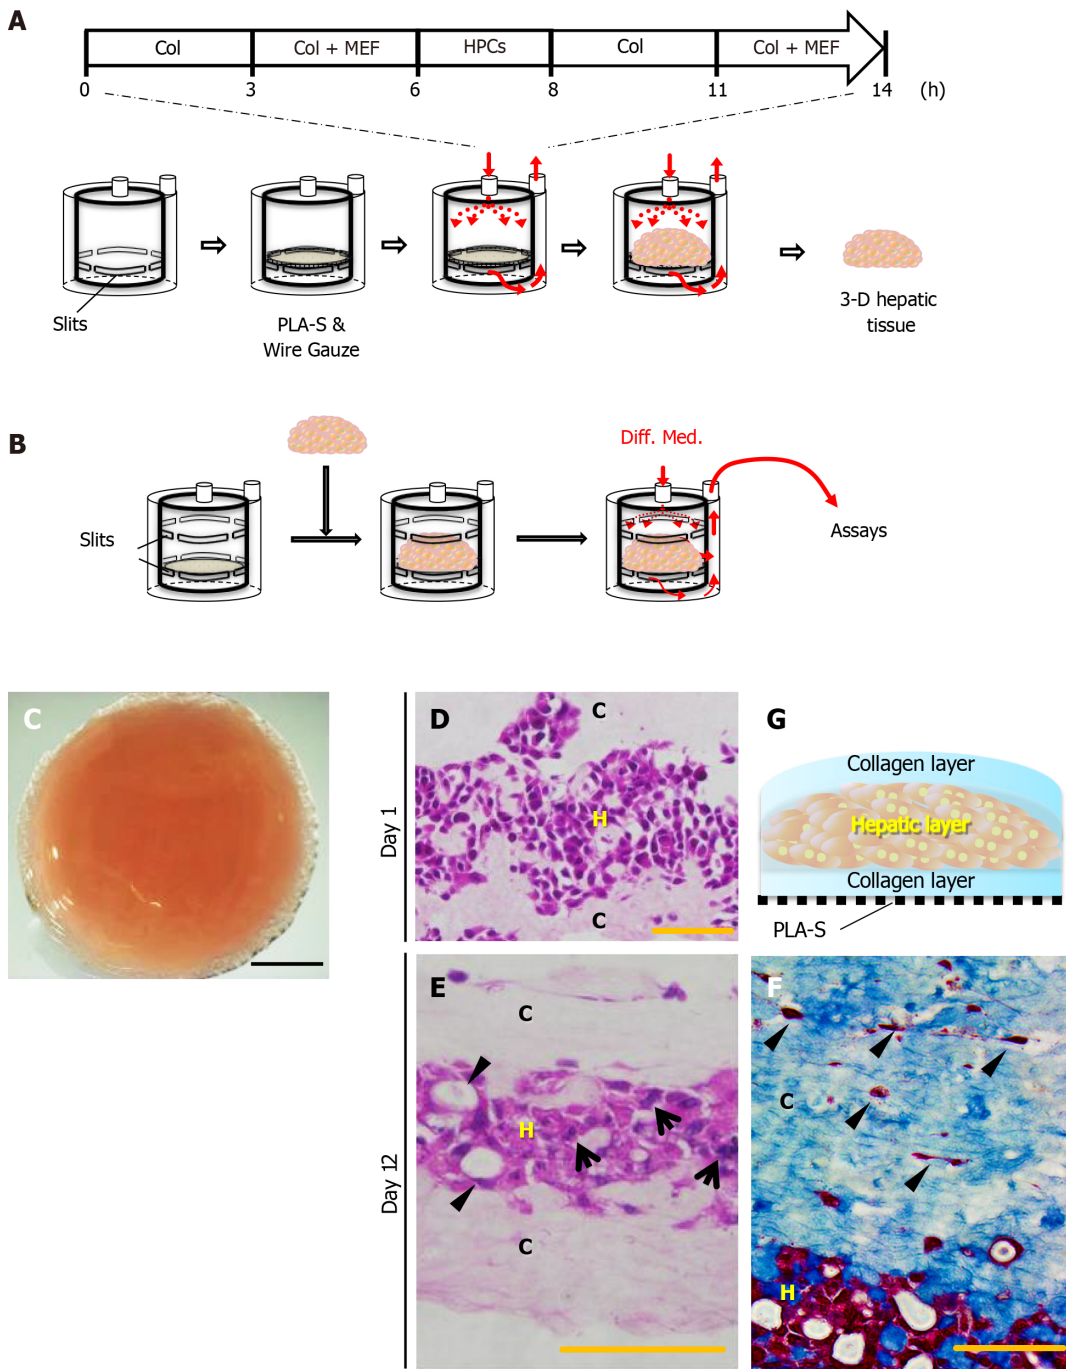 A
Col
Col + MEF
HPCs
Col
Col + MEF
0
3
6
8
11
14
(h)
Slits
PLA-S &
Wire Gauze
3-D hepatic
tissue
B
Diff. Med.
Slits
Assays
C
Day 1
D
C
H
C
G
Collagen layer
Hepatic layer
Collagen layer
PLA-S
Day 12
E
C
H
C
F
C
H